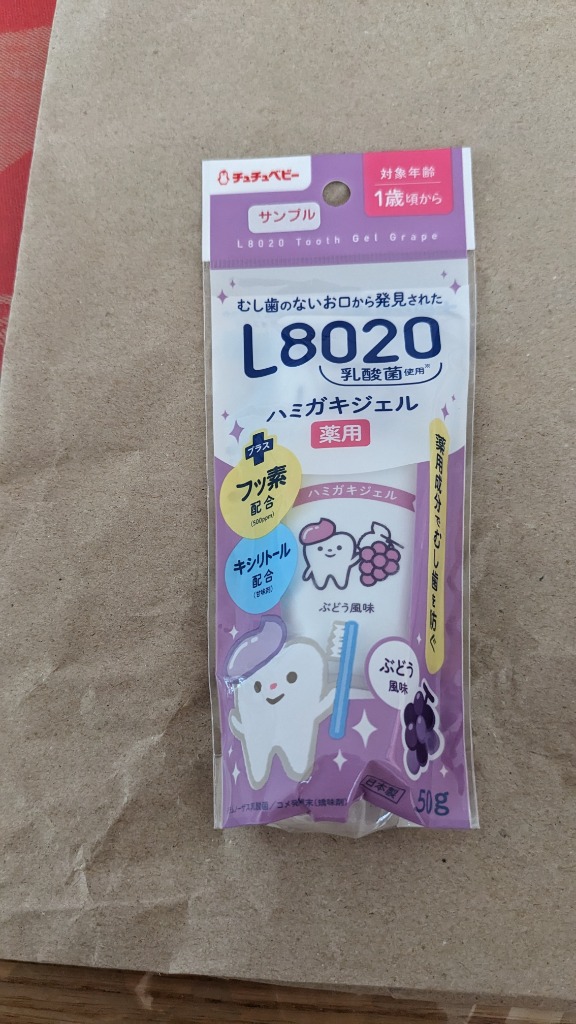 チュチュベビー
対象年齢
1歳頃から
サンプル
L8020 Tooth Gel Grape
むし歯のないお口から発見された
L8020
乳酸菌使用※
ハミガキジェル
薬用
プラス
フッ素
配合
(500ppm)
キシリトール
配合
(甘味剤)
薬用成分でむし歯を防ぐ
ハミガキジェル
ぶどう風味
ぶどう
風味
日本製
50g